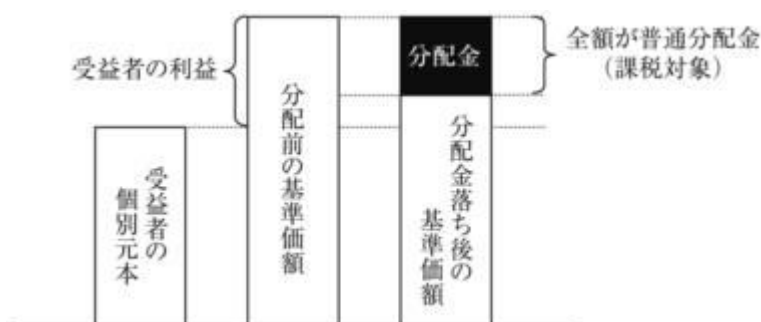 受益者の利益
分配金
全額が普通分配金
（課税対象）
受益者の
個別元本
分配前の基準価額
分配金落ち後の
基準価額